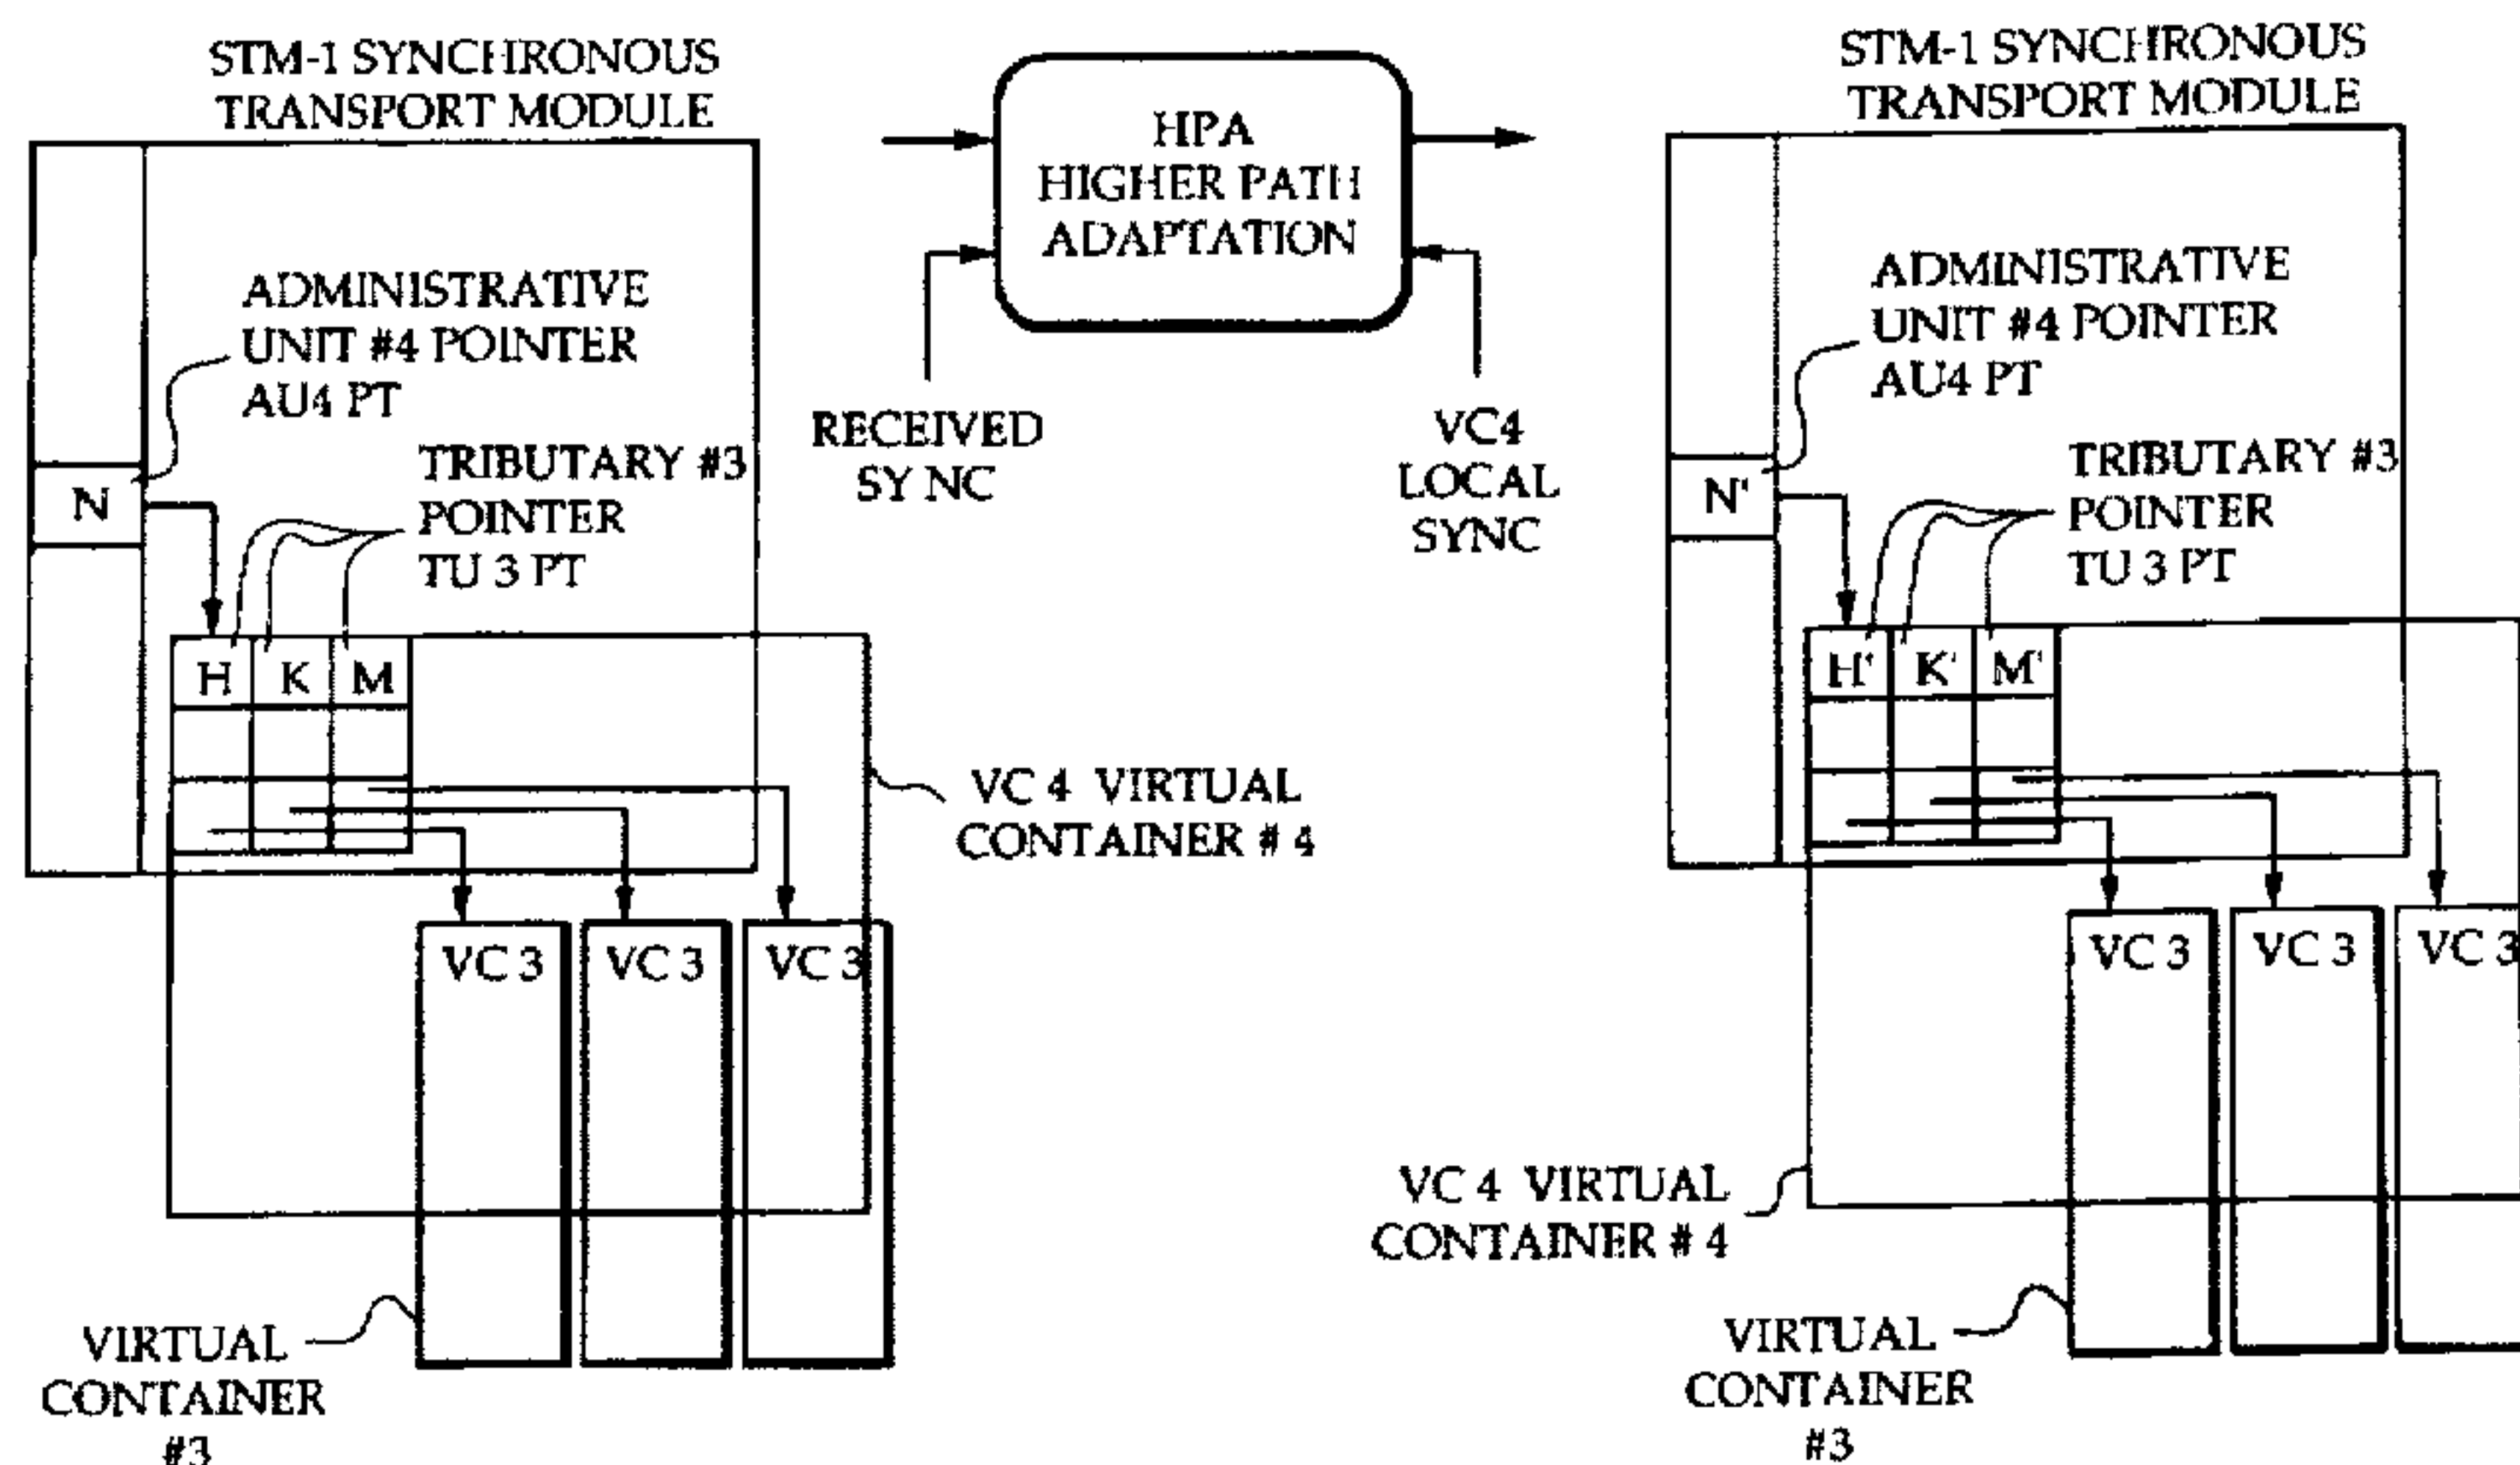 STM-1 SYNCHRONOUS
TRANSPORT MODULE
ADMINISTRATIVE
UNIT #4 POINTER
AU4 PT
TRIBUTARY #3
POINTER
TU 3 PT
N
H K M
VC 4 VIRTUAL
CONTAINER # 4
VC 3 VC 3 VC 3
VIRTUAL
CONTAINER
#3
HPA
HIGHER PATH
ADAPTATION
RECEIVED
SY NC
VC4
LOCAL
SYNC
STM-1 SYNCHRONOUS
TRANSPORT MODULE
ADMINISTRATIVE
UNIT #4 POINTER
AU4 PT
TRIBUTARY #3
POINTER
TU 3 PT
N'
H' K' M'
VC 3 VC 3 VC 3
VC 4 VIRTUAL
CONTAINER # 4
VIRTUAL
CONTAINER
#3